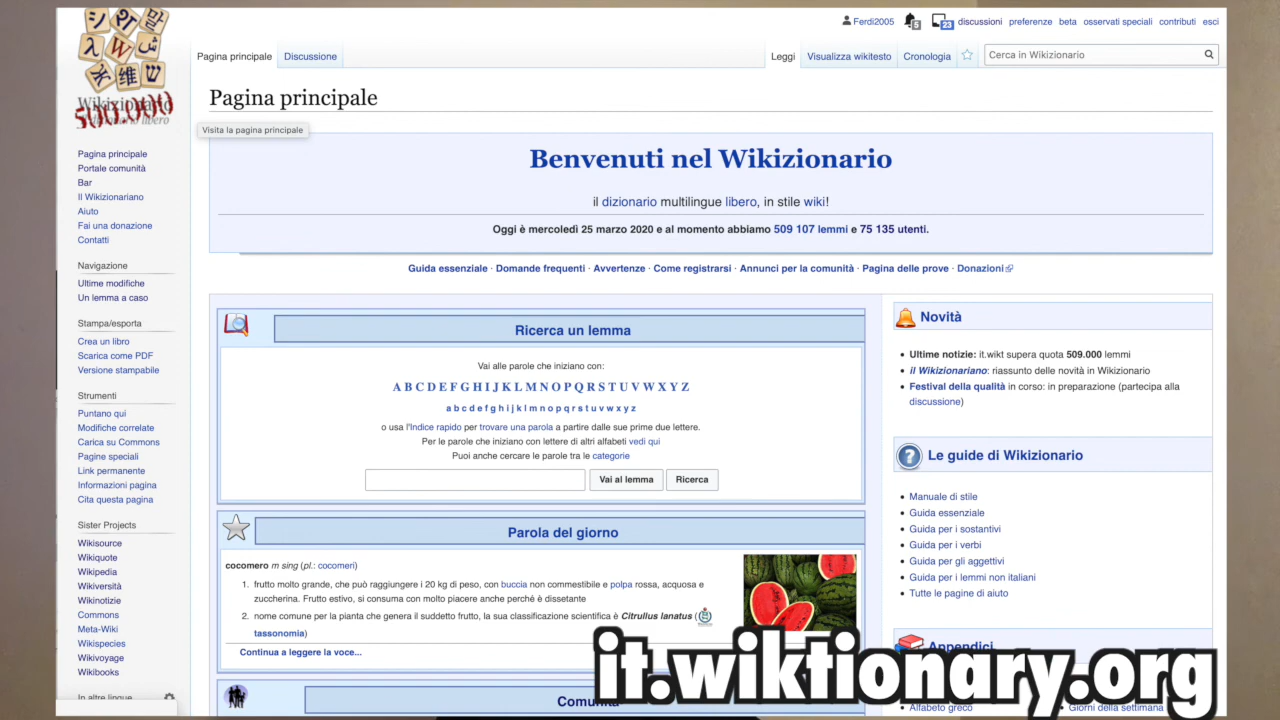 Ferdi2005 5 23 discussioni preferenze beta osservati speciali contributi esci
Pagina principale Discussione Leggi Visualizza wikitesto Cronologia Cerca in Wikizionario
Wikizionario
500.000
Pagina principale
Visita la pagina principale
Pagina principale
Portale comunità
Bar
Il Wikizionariano
Aiuto
Fai una donazione
Contatti
Navigazione
Ultime modifiche
Un lemma a caso
Stampa/esporta
Crea un libro
Scarica come PDF
Versione stampabile
Strumenti
Puntano qui
Modifiche correlate
Carica su Commons
Pagine speciali
Link permanente
Informazioni pagina
Cita questa pagina
Sister Projects
Wikisource
Wikiquote
Wikipedia
Wikiversità
Wikinotizie
Commons
Meta-Wiki
Wikispecies
Wikivoyage
Wikibooks
In altre lingue
Benvenuti nel Wikizionario
il dizionario multilingue libero, in stile wiki!
Oggi è mercoledì 25 marzo 2020 e al momento abbiamo 509 107 lemmi e 75 135 utenti.
Guida essenziale · Domande frequenti · Avvertenze · Come registrarsi · Annunci per la comunità · Pagina delle prove · Donazioni
Ricerca un lemma
Vai alle parole che iniziano con:
A B C D E F G H I J K L M N O P Q R S T U V W X Y Z
a b c d e f g h i j k l m n o p q r s t u v w x y z
o usa l'Indice rapido per trovare una parola a partire dalle sue prime due lettere.
Per le parole che iniziano con lettere di altri alfabeti vedi qui
Puoi anche cercare le parole tra le categorie
Vai al lemma Ricerca
Parola del giorno
cocomero m sing (pl.: cocomeri)
1. frutto molto grande, che può raggiungere i 20 kg di peso, con buccia non commestibile e polpa rossa, acquosa e
zuccherina. Frutto estivo, si consuma con molto piacere anche perchè è dissetante
2. nome comune per la pianta che genera il suddetto frutto, la sua classificazione scientifica è Citrullus lanatus (
tassonomia)
Continua a leggere la voce...
Comunità
Novità
Ultime notizie: it.wikt supera quota 509.000 lemmi
il Wikizionariano: riassunto delle novità in Wikizionario
Festival della qualità in corso: in preparazione (partecipa alla
discussione)
Le guide di Wikizionario
Manuale di stile
Guida essenziale
Guida per i sostantivi
Guida per i verbi
Guida per gli aggettivi
Guida per i lemmi non italiani
Tutte le pagine di aiuto
Appendici
Alfabeto greco Giorni della settimana
it.wiktionary.org